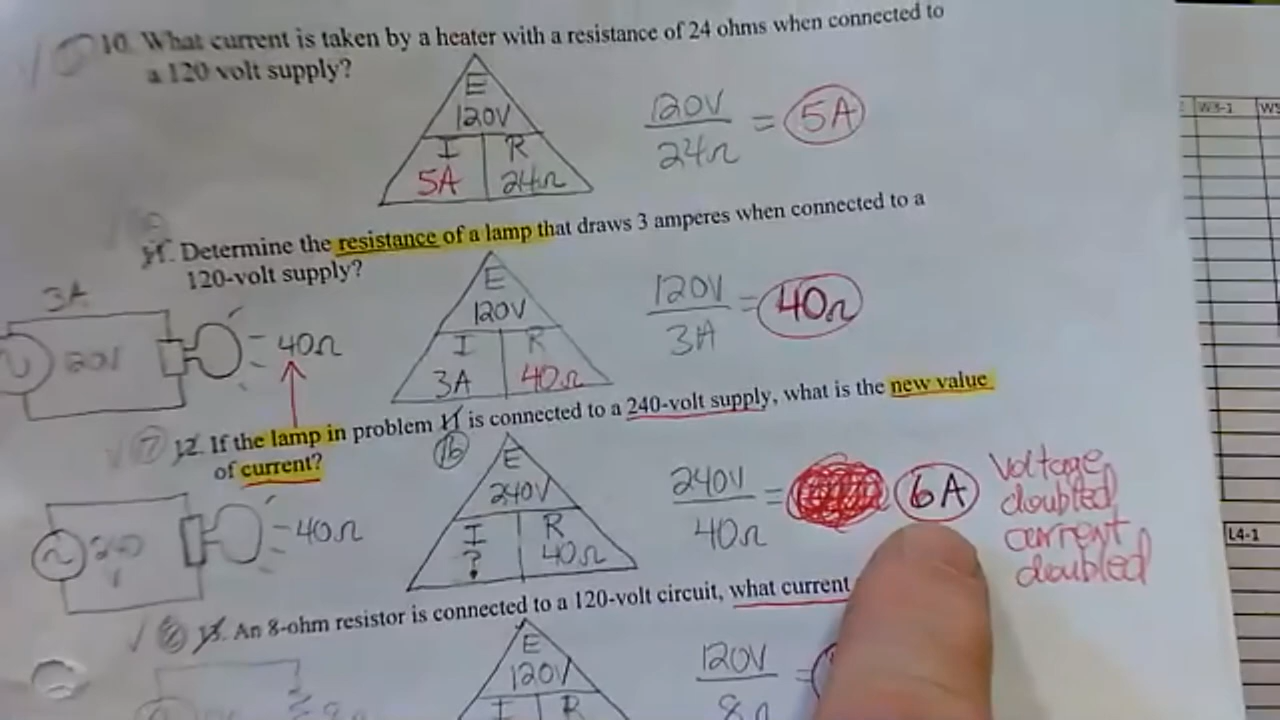 10. What current is taken by a heater with a resistance of 24 ohms when connected to
a 120 volt supply?
E
120V
I
R
5A
24Ω
120V
24Ω
= 5A
11. Determine the resistance of a lamp that draws 3 amperes when connected to a
120-volt supply?
3A
120V
40Ω
E
120V
I
R
3A
40Ω
120V
3A
= 40Ω
12. If the lamp in problem 11 is connected to a 240-volt supply, what is the new value
16
of current?
240
V
40Ω
E
240V
I
R
?
40Ω
240V
40Ω
= 6A
Voltage
doubled,
current
doubled
13. An 8-ohm resistor is connected to a 120-volt circuit, what current
E
120V
I
R
120V
8Ω
=
W3-1
L4-1